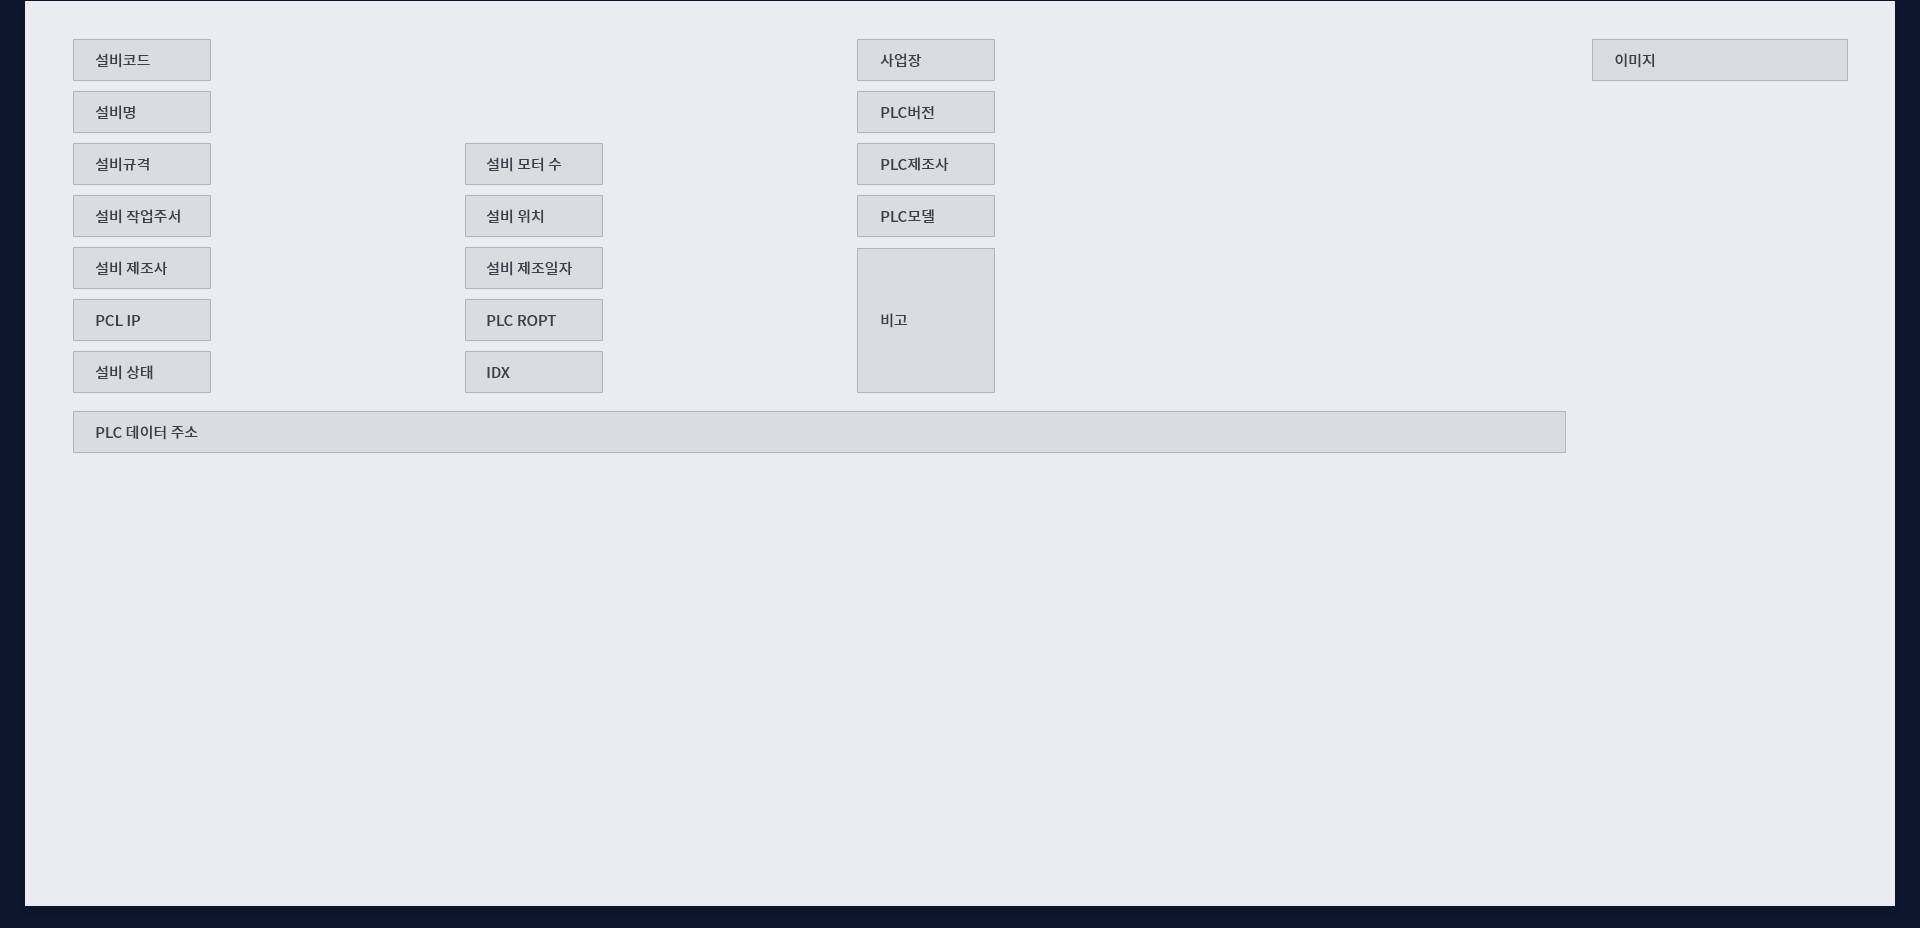 설비코드
사업장
이미지
설비명
PLC버전
설비규격
설비 모터 수
PLC제조사
설비 작업주서
설비 위치
PLC모델
설비 제조사
설비 제조일자
PCL IP
PLC ROPT
비고
설비 상태
IDX
PLC 데이터 주소